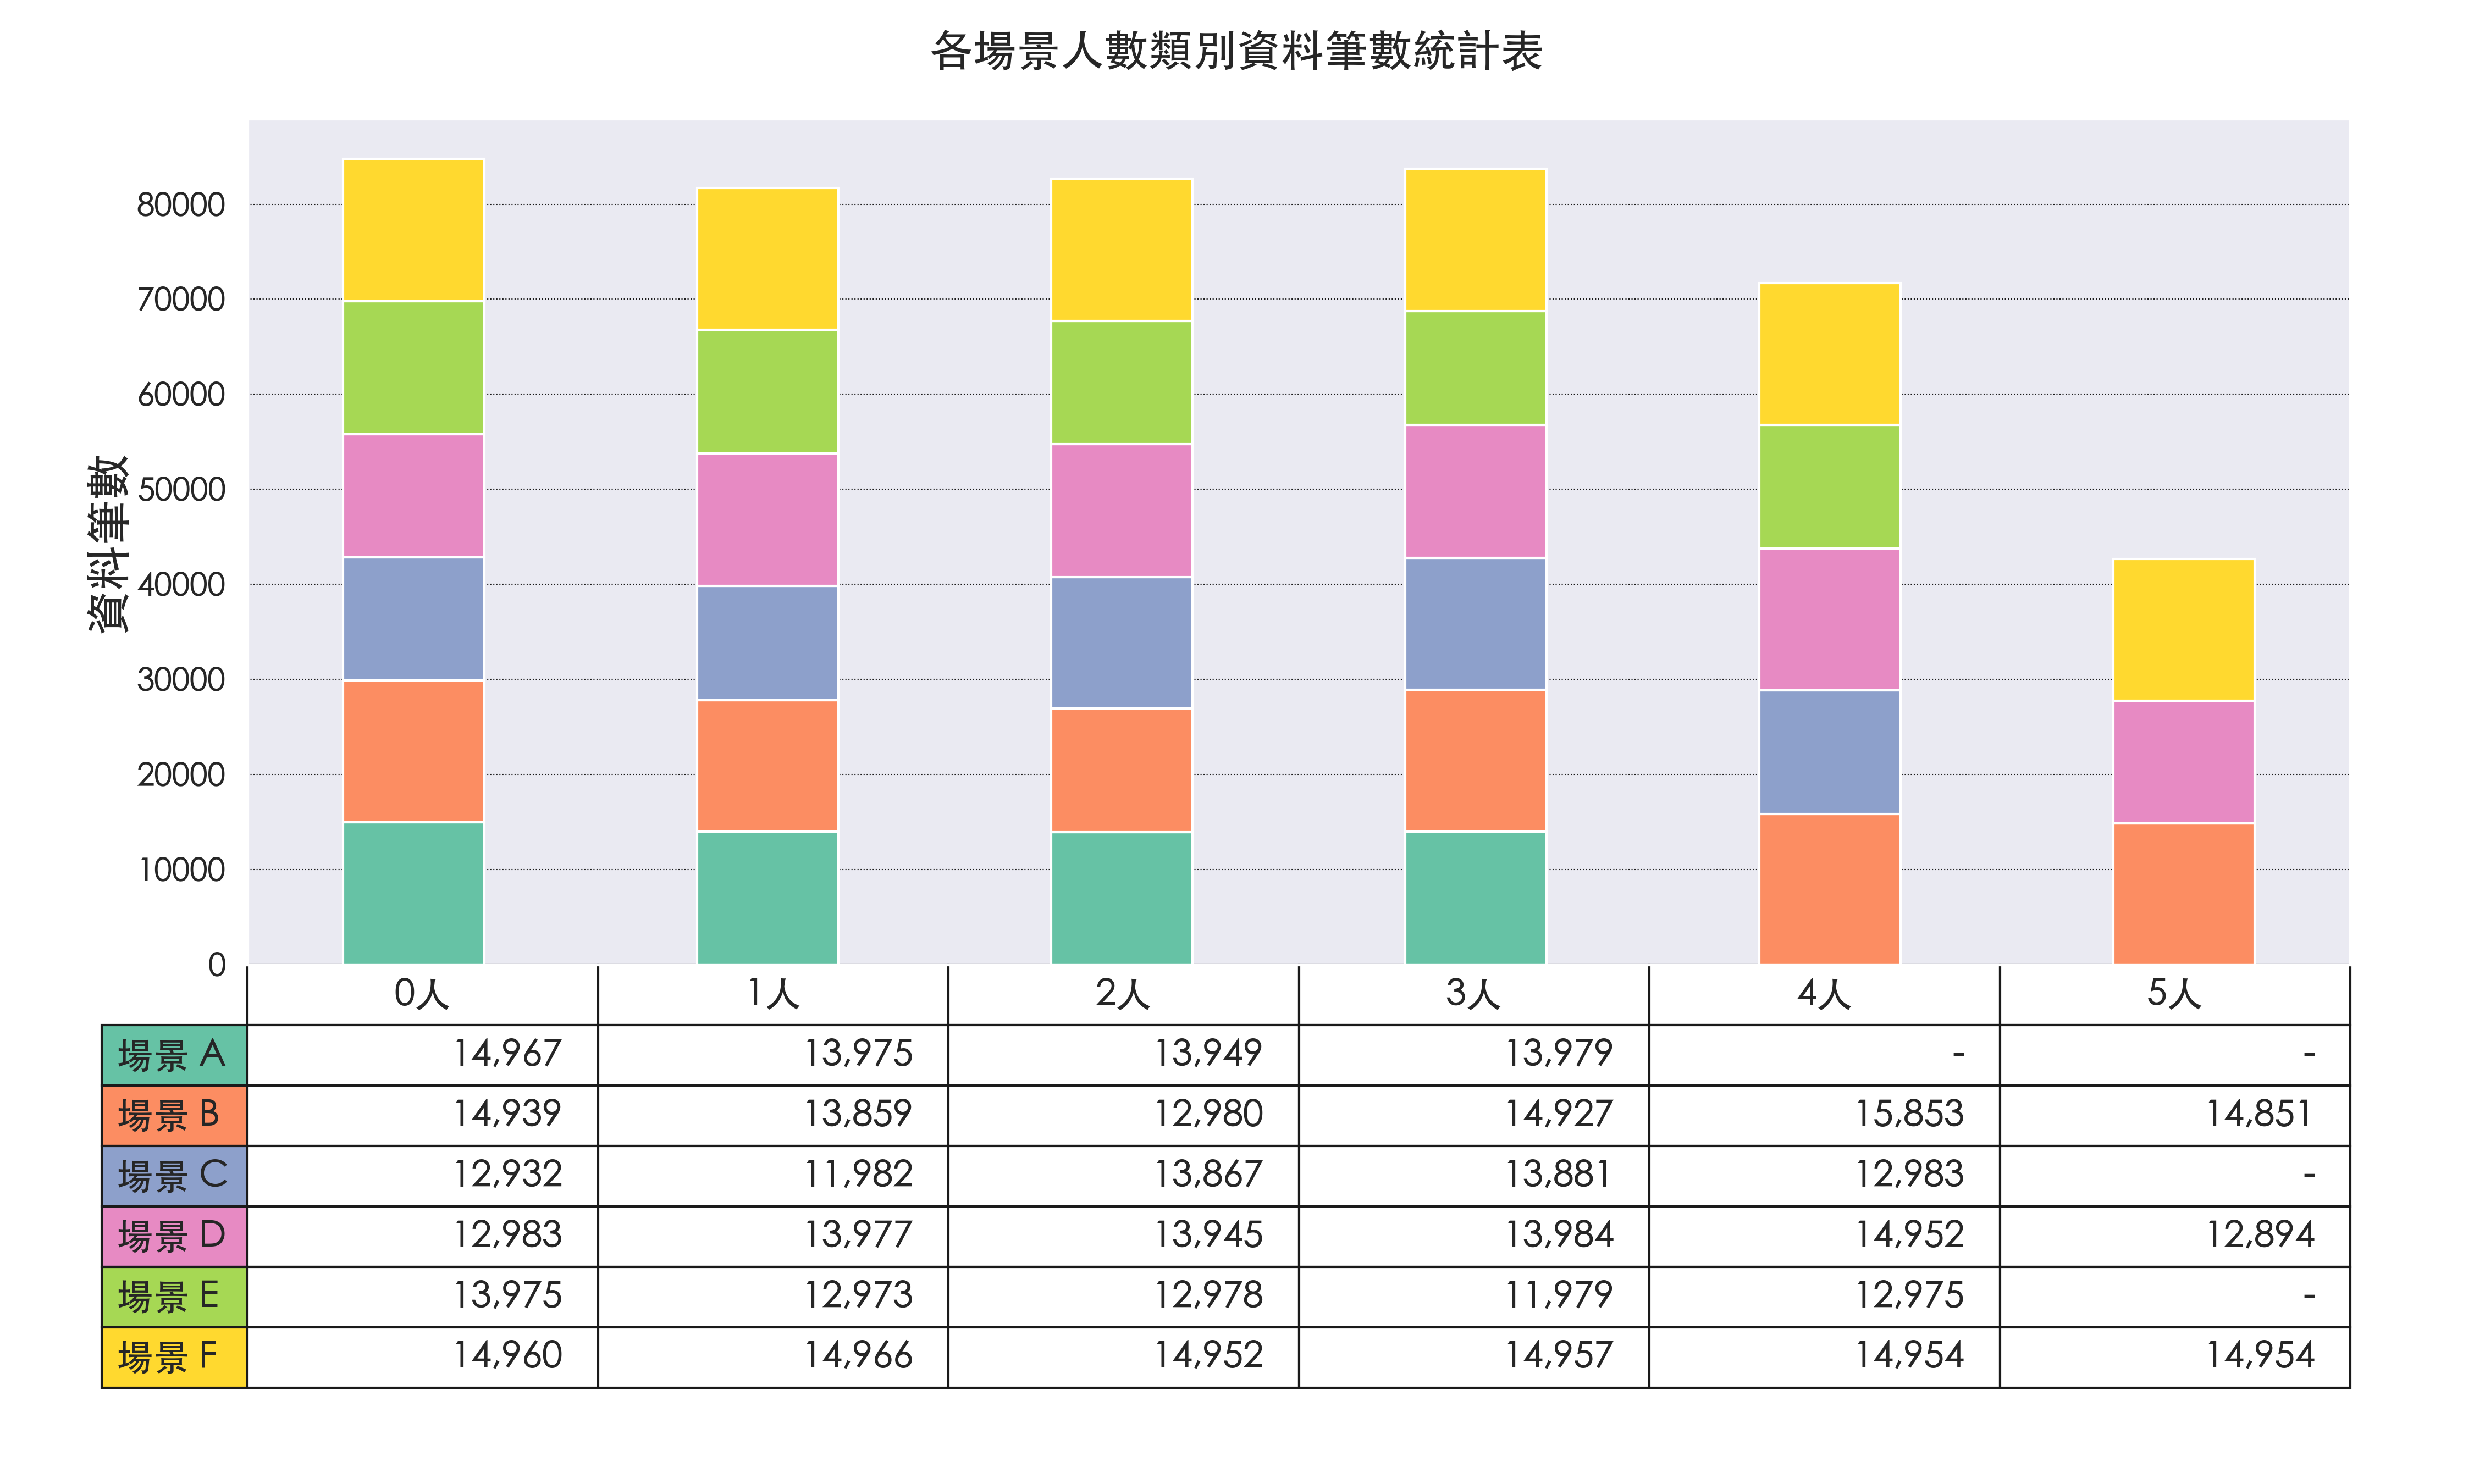 各場景人數類別資料筆數統計表
資料筆數
80000
70000
60000
50000
40000
30000
20000
10000
0
0人 1人 2人 3人 4人 5人
場景 A 14,967 13,975 13,949 13,979 - -
場景 B 14,939 13,859 12,980 14,927 15,853 14,851
場景 C 12,932 11,982 13,867 13,881 12,983 -
場景 D 12,983 13,977 13,945 13,984 14,952 12,894
場景 E 13,975 12,973 12,978 11,979 12,975 -
場景 F 14,960 14,966 14,952 14,957 14,954 14,954